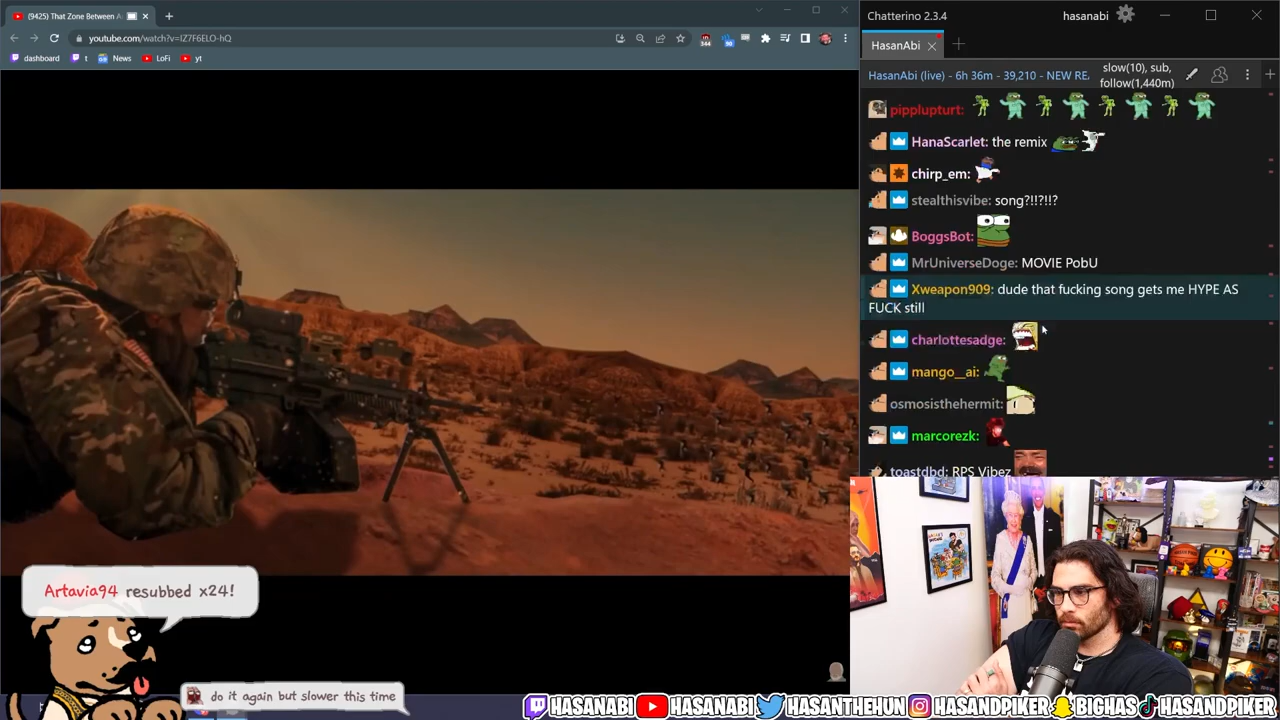 (9425) That Zone Between A
youtube.com/watch?v=IZ7F6ELO-hQ
344
90
dashboard
t
News
LoFi
yt
Chatterino 2.3.4
hasanabi
HasanAbi
HasanAbi (live) - 6h 36m - 39,210 - NEW RE
slow(10), sub,
follow(1,440m)
pipplupturt:
HanaScarlet: the remix
chirp_em:
stealthisvibe: song?!!?!!?
BoggsBot:
MrUniverseDoge: MOVIE PobU
Xweapon909: dude that fucking song gets me HYPE AS
FUCK still
charlottesadge:
mango__ai:
osmosisthehermit:
marcorezk:
toastdbd: RPS Vibez
Artavia94 resubbed x24!
do it again but slower this time
HASANABI HASANABI HASANTHEHUN HASANDPIKER BIGHAS HASANDPIKER